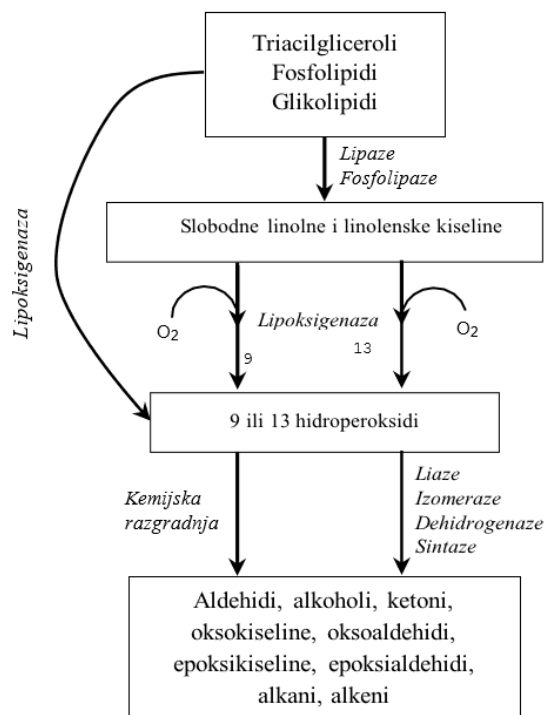 Triacilgliceroli
Fosfolipidi
Glikolipidi
Lipaze
Fosfolipaze
Lipoksigenaza
Slobodne linolne i linolenske kiseline
O2
Lipoksigenaza
O2
9
13
9 ili 13 hidroperoksidi
Kemijska
razgradnja
Liaze
Izomeraze
Dehidrogenaze
Sintaze
Aldehidi, alkoholi, ketoni,
oksokiseline, oksoaldehidi,
epoksikiseline, epoksialdehidi,
alkani, alkeni